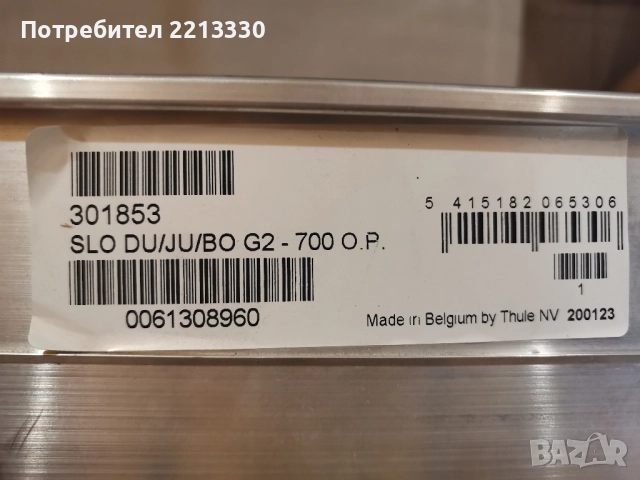 Потребител 2213330
301853
SLO DU/JU/BO G2 - 700 O.P.
0061308960
5 415182 065306
1
Made in Belgium by Thule NV 200123
BAZAR